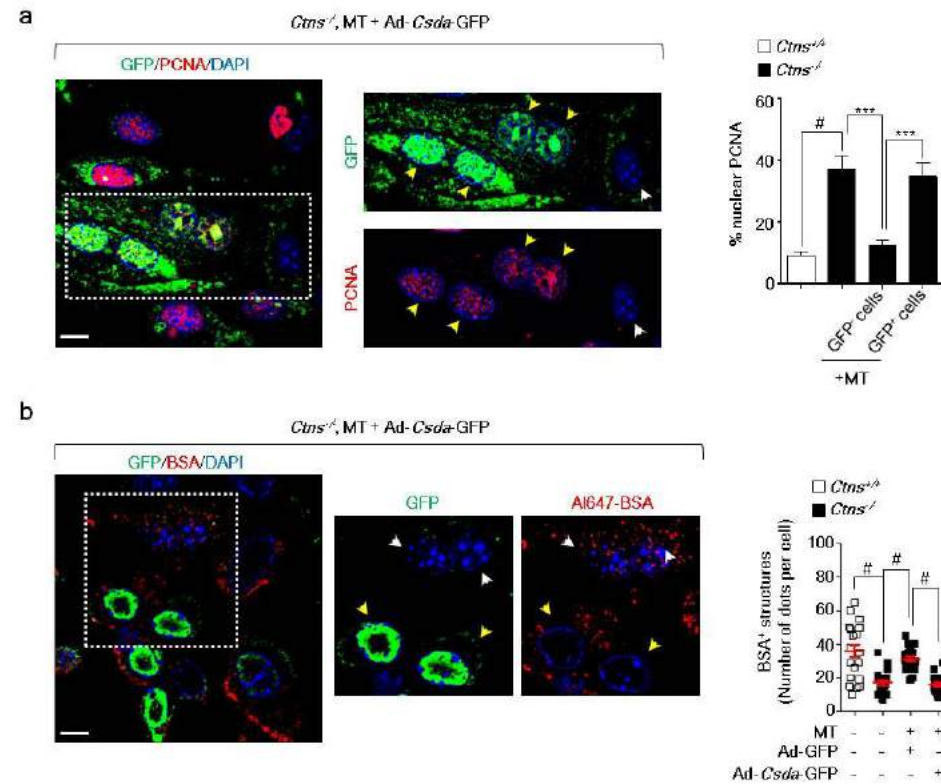 a
Ctns-/-, MT + Ad-Csda-GFP
GFP/PCNA/DAPI
GFP
PCNA
Ctns+/+
Ctns-/-
% nuclear PCNA
60
40
20
0
#
***
***
GFP- cells
GFP+ cells
+MT
b
Ctns-/-, MT + Ad-Csda-GFP
GFP/BSA/DAPI
GFP
Al647-BSA
Ctns+/+
Ctns-/-
BSA+ structures
(Number of dots per cell)
100
80
60
40
20
0
#
#
#
MT - - + +
Ad-GFP - - + -
Ad-Csda-GFP - - - +